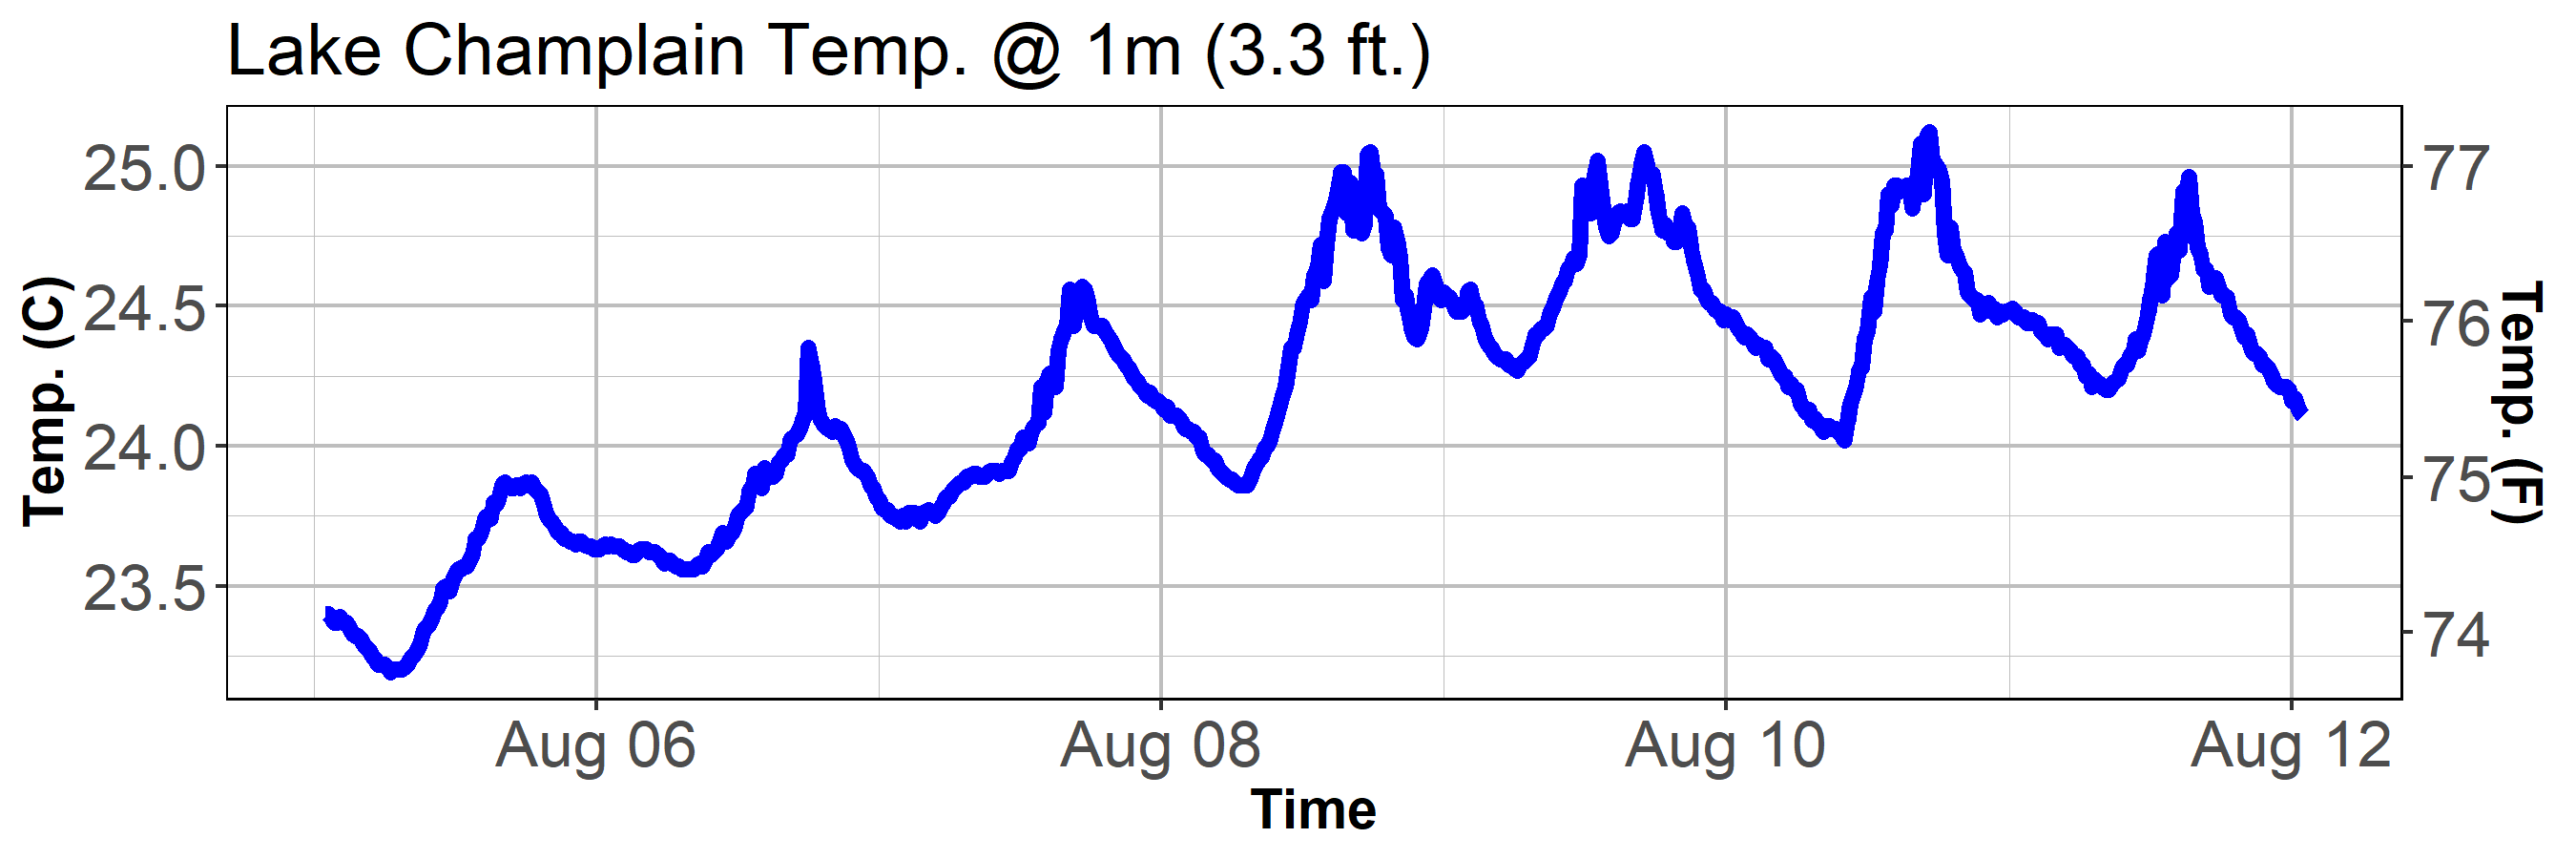 Lake Champlain Temp. @ 1m (3.3 ft.)
Temp. (C)
25.0
24.5
24.0
23.5
77
76
75
74
Temp. (F)
Aug 06 Aug 08 Aug 10 Aug 12
Time